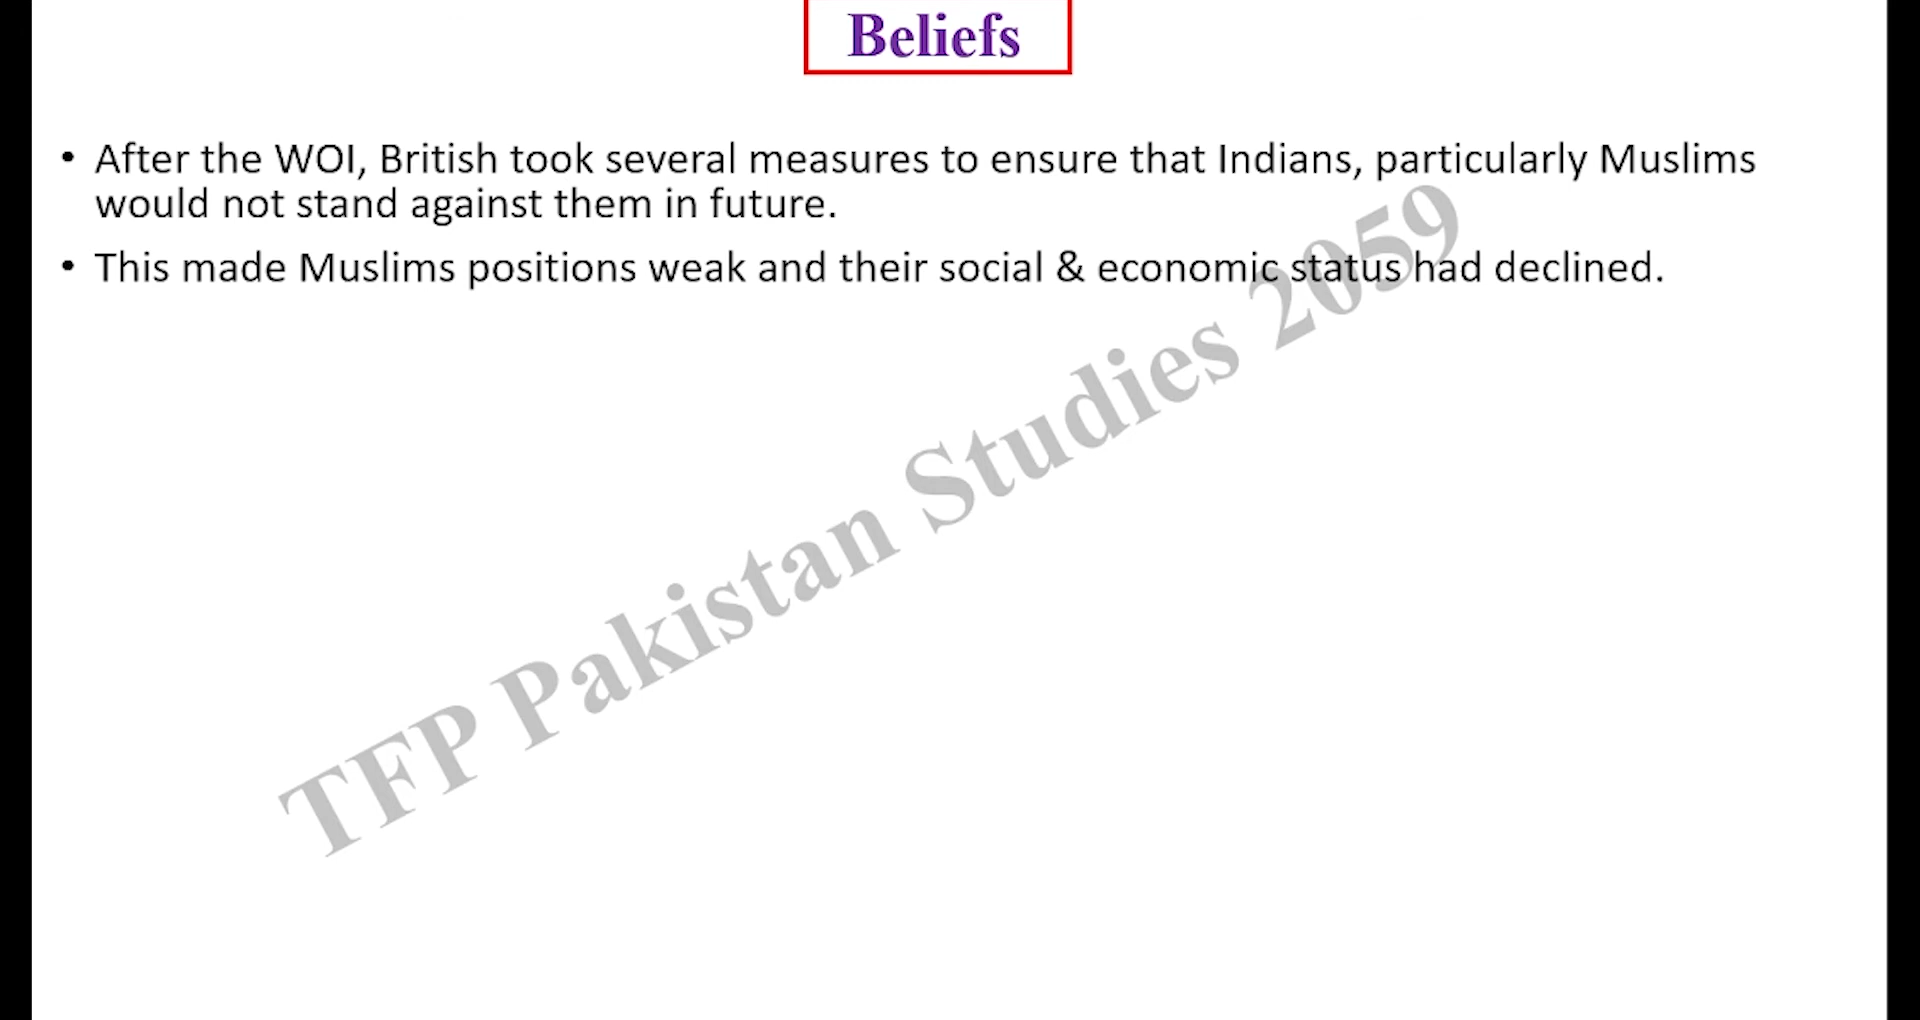 Beliefs
• After the WOI, British took several measures to ensure that Indians, particularly Muslims
would not stand against them in future.
• This made Muslims positions weak and their social & economic status had declined.
TFP Pakistan Studies 2059